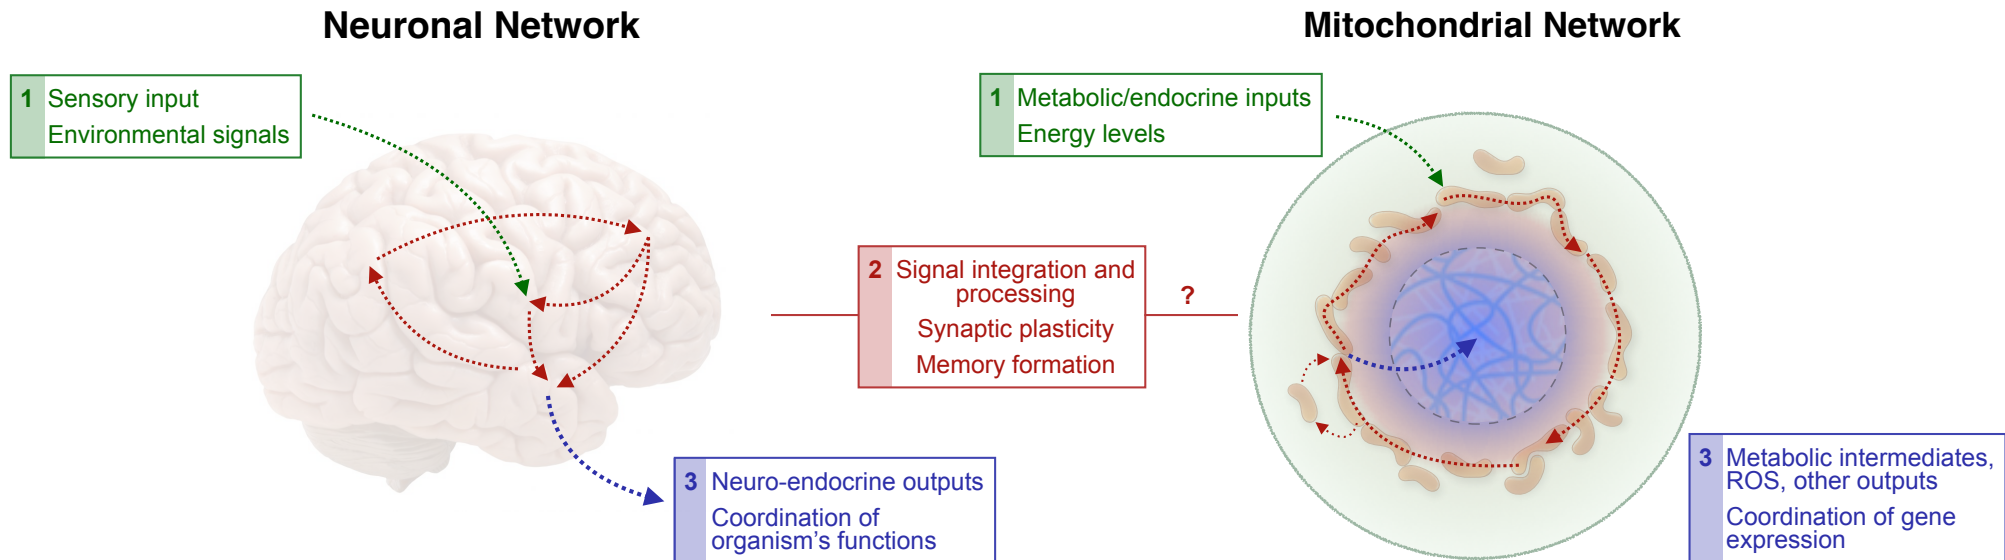 Neuronal Network
Mitochondrial Network
1 Sensory input
Environmental signals
1 Metabolic/endocrine inputs
Energy levels
2 Signal integration and
processing
Synaptic plasticity
Memory formation
?
3 Neuro-endocrine outputs
Coordination of
organism's functions
3 Metabolic intermediates,
ROS, other outputs
Coordination of gene
expression